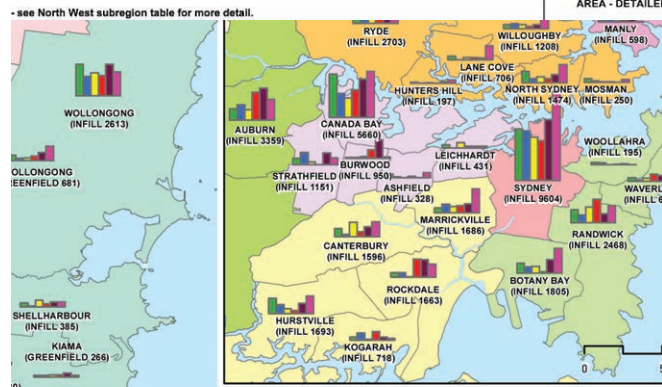 - see North West subregion table for more detail.
AREA - DETAILE
RYDE
(INFILL 2703)
WILLOUGHBY
(INFILL 1208)
MANLY
(INFILL 598)
LANE COVE
(INFILL 706)
HUNTERS HILL
(INFILL 197)
NORTH SYDNEY
(INFILL 1474)
MOSMAN
(INFILL 250)
WOLLONGONG
(INFILL 2613)
AUBURN
(INFILL 3359)
CANADA BAY
(INFILL 5660)
WOOLLAHRA
(INFILL 195)
OLLONGONG
REENFIELD 681)
STRATHFIELD
(INFILL 1151)
BURWOOD
(INFILL 950)
LEICHHARDT
(INFILL 431)
ASHFIELD
(INFILL 328)
SYDNEY
(INFILL 9604)
WAVERL
(INFILL 6
MARRICKVILLE
(INFILL 1686)
RANDWICK
(INFILL 2468)
CANTERBURY
(INFILL 1596)
ROCKDALE
(INFILL 1663)
BOTANY BAY
(INFILL 1805)
SHELLHARBOUR
(INFILL 385)
HURSTVILLE
(INFILL 1693)
KIAMA
(GREENFIELD 266)
KOGARAH
(INFILL 718)
0